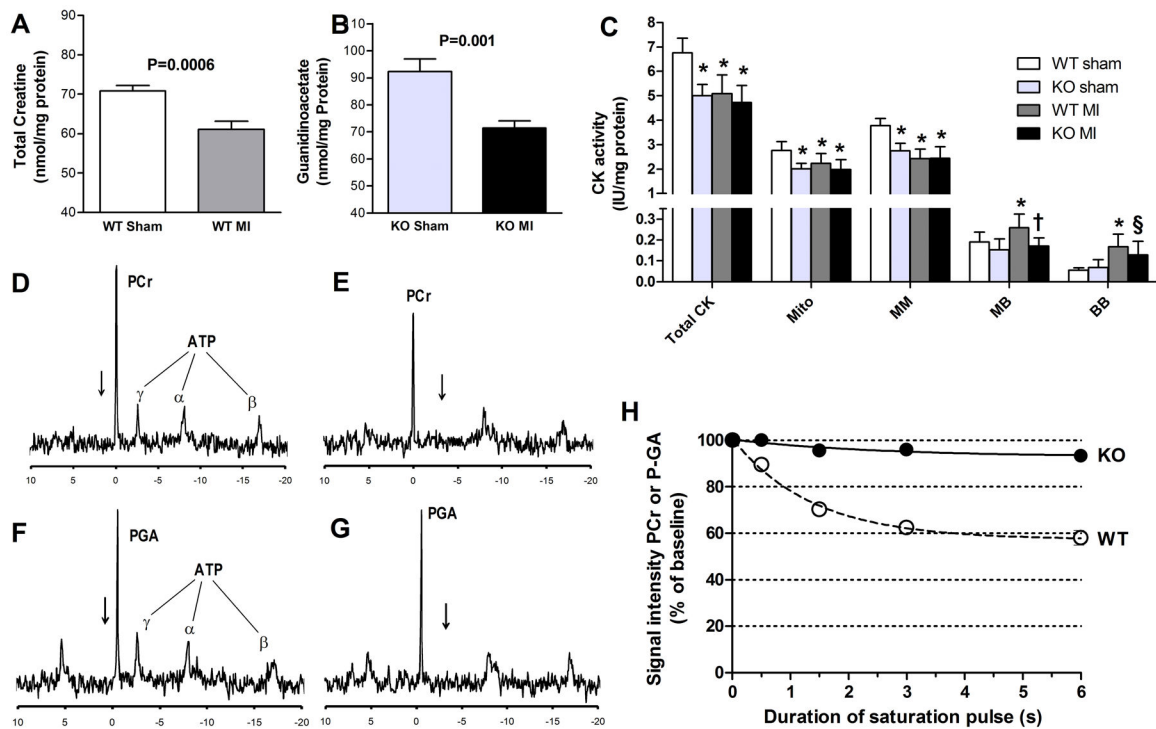 A
Total Creatine
(nmol/mg protein)
90
80
70
60
50
40
P=0.0006
WT Sham
WT MI
B
Guanidinoacetate
(nmol/mg Protein)
110
100
90
80
70
60
50
40
P=0.001
KO Sham
KO MI
C
CK activity
(IU/mg protein)
8
7
6
5
4
3
2
1
0.3
0.2
0.1
0.0
* * *
* * *
* * *
* †
* §
WT sham
KO sham
WT MI
KO MI
Total CK
Mito
MM
MB
BB
D
PCr
ATP
γ
α
β
10 5 0 -5 -10 -15 -20
E
PCr
10 5 0 -5 -10 -15 -20
F
PGA
ATP
γ
α
β
10 5 0 -5 -10 -15 -20
G
PGA
10 5 0 -5 -10 -15 -20
H
Signal intensity PCr or P-GA
(% of baseline)
100
80
60
40
20
0
KO
WT
0 1 2 3 4 5 6
Duration of saturation pulse (s)